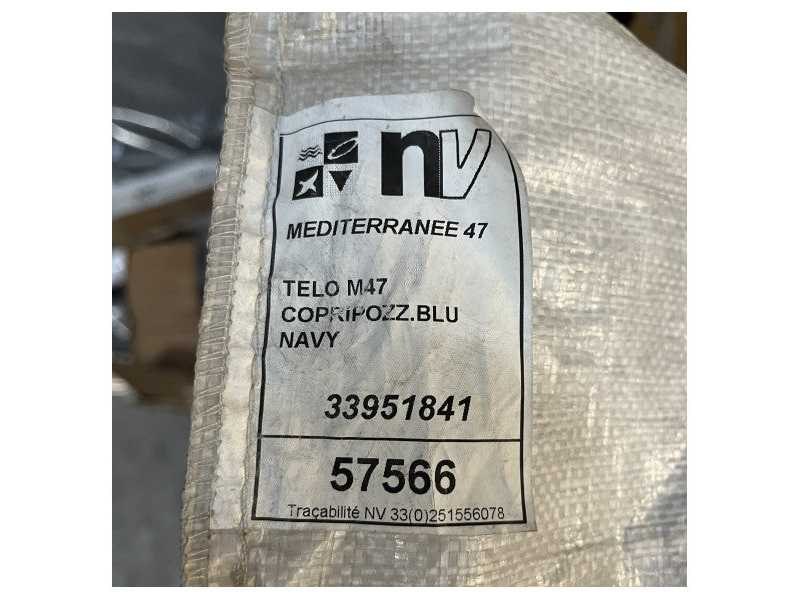 nv
MEDITERRANEE 47
TELO M47
COPRIPOZZ.BLU
NAVY
33951841
57566
Traçabilité NV 33(0)251556078